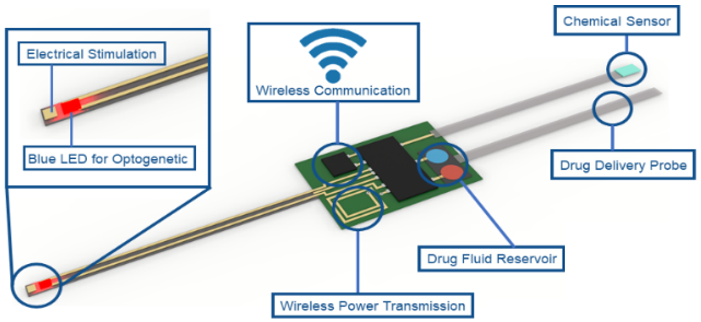 Chemical Sensor
Electrical Stimulation
Wireless Communication
Blue LED for Optogenetic
Drug Delivery Probe
Drug Fluid Reservoir
Wireless Power Transmission